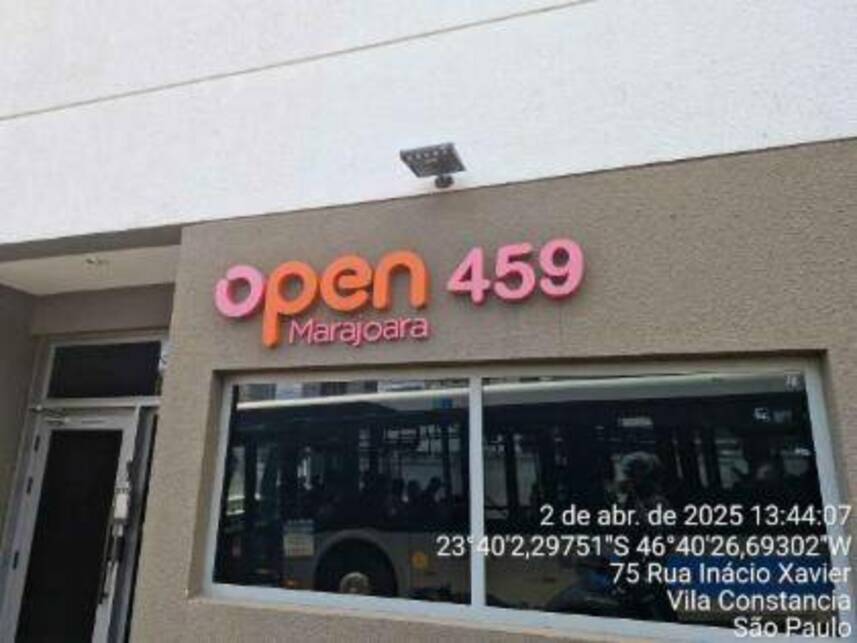 open 459
Marajoara
2 de abr. de 2025 13:44:07
23°40'2,29751"S 46°40'26,69302"W
75 Rua Inácio Xavier
Vila Constancia
São Paulo